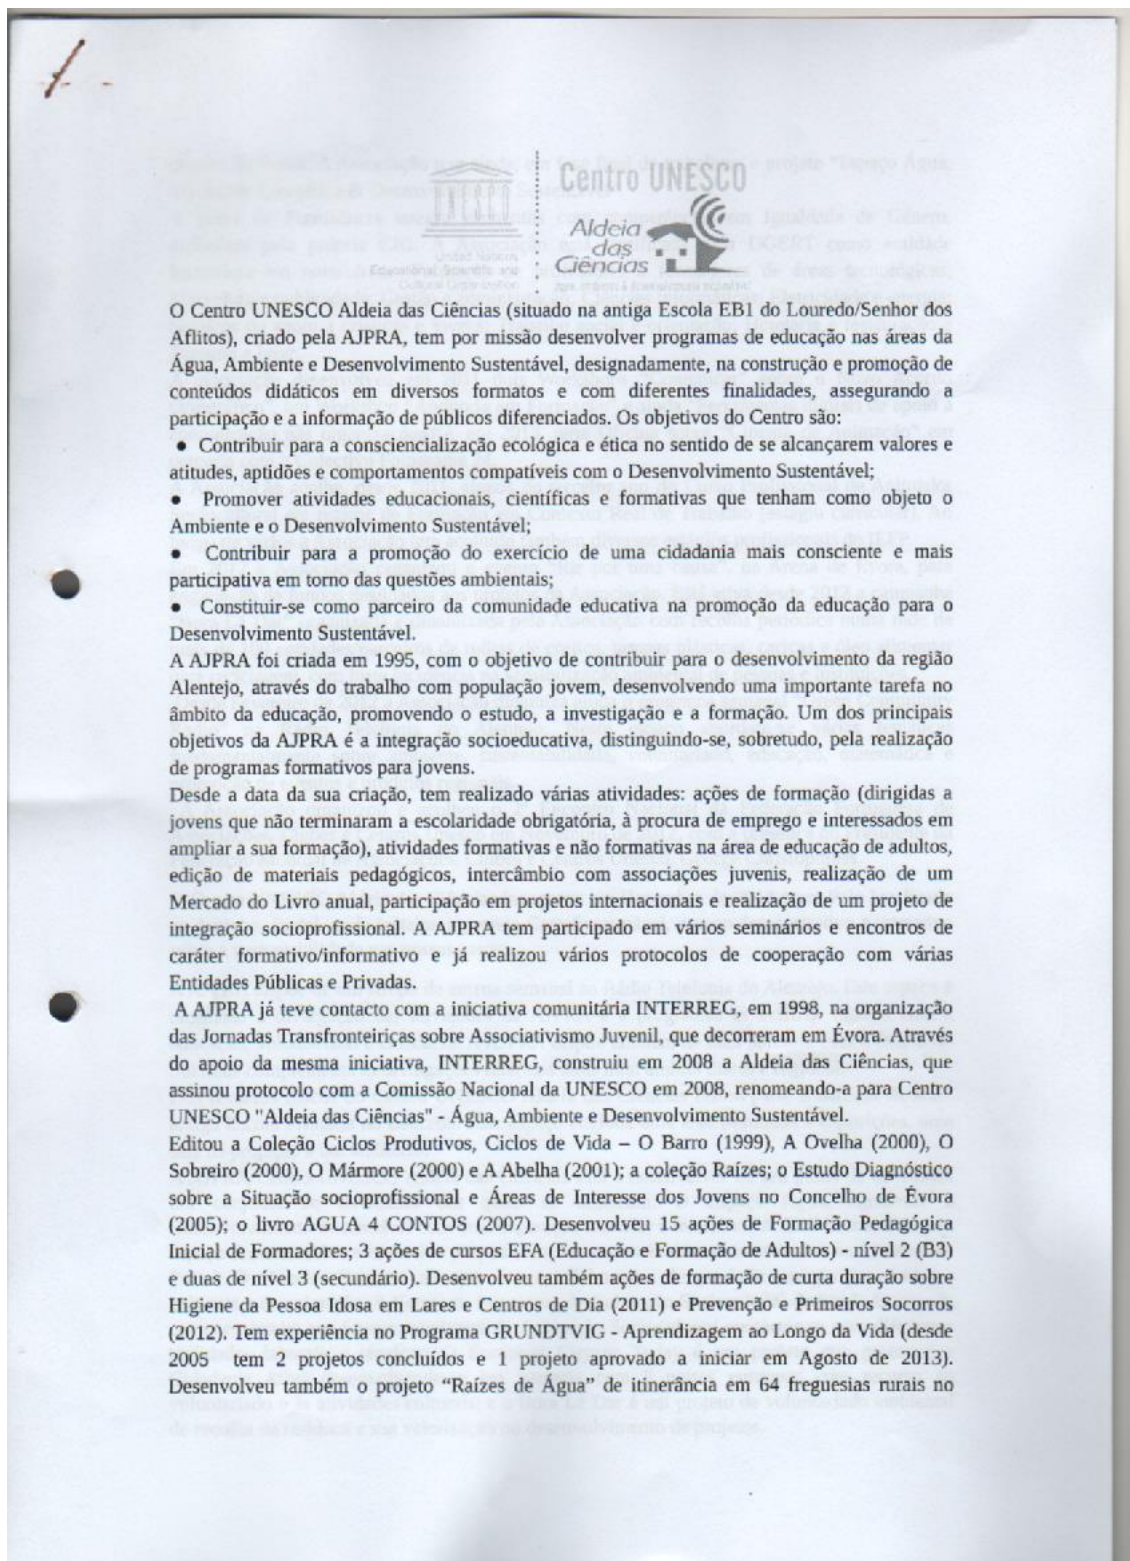 Centro UNESCO
UNESCO
Aldeia
das
Ciências
United Nations
Educational, Scientific and
Cultural Organization
O Centro UNESCO Aldeia das Ciências (situado na antiga Escola EB1 do Louredo/Senhor dos
Aflitos), criado pela AJPRA, tem por missão desenvolver programas de educação nas áreas da
Água, Ambiente e Desenvolvimento Sustentável, designadamente, na construção e promoção de
conteúdos didáticos em diversos formatos e com diferentes finalidades, assegurando a
participação e a informação de públicos diferenciados. Os objetivos do Centro são:
● Contribuir para a consciencialização ecológica e ética no sentido de se alcançarem valores e
atitudes, aptidões e comportamentos compatíveis com o Desenvolvimento Sustentável;
● Promover atividades educacionais, científicas e formativas que tenham como objeto o
Ambiente e o Desenvolvimento Sustentável;
● Contribuir para a promoção do exercício de uma cidadania mais consciente e mais
participativa em torno das questões ambientais;
● Constituir-se como parceiro da comunidade educativa na promoção da educação para o
Desenvolvimento Sustentável.
A AJPRA foi criada em 1995, com o objetivo de contribuir para o desenvolvimento da região
Alentejo, através do trabalho com população jovem, desenvolvendo uma importante tarefa no
âmbito da educação, promovendo o estudo, a investigação e a formação. Um dos principais
objetivos da AJPRA é a integração socioeducativa, distinguindo-se, sobretudo, pela realização
de programas formativos para jovens.
Desde a data da sua criação, tem realizado várias atividades: ações de formação (dirigidas a
jovens que não terminaram a escolaridade obrigatória, à procura de emprego e interessados em
ampliar a sua formação), atividades formativas e não formativas na área de educação de adultos,
edição de materiais pedagógicos, intercâmbio com associações juvenis, realização de um
Mercado do Livro anual, participação em projetos internacionais e realização de um projeto de
integração socioprofissional. A AJPRA tem participado em vários seminários e encontros de
caráter formativo/informativo e já realizou vários protocolos de cooperação com várias
Entidades Públicas e Privadas.
A AJPRA já teve contacto com a iniciativa comunitária INTERREG, em 1998, na organização
das Jornadas Transfronteiriças sobre Associativismo Juvenil, que decorreram em Évora. Através
do apoio da mesma iniciativa, INTERREG, construiu em 2008 a Aldeia das Ciências, que
assinou protocolo com a Comissão Nacional da UNESCO em 2008, renomeando-a para Centro
UNESCO "Aldeia das Ciências" - Água, Ambiente e Desenvolvimento Sustentável.
Editou a Coleção Ciclos Produtivos, Ciclos de Vida – O Barro (1999), A Ovelha (2000), O
Sobreiro (2000), O Mármore (2000) e A Abelha (2001); a coleção Raízes; o Estudo Diagnóstico
sobre a Situação socioprofissional e Áreas de Interesse dos Jovens no Concelho de Évora
(2005); o livro AGUA 4 CONTOS (2007). Desenvolveu 15 ações de Formação Pedagógica
Inicial de Formadores; 3 ações de cursos EFA (Educação e Formação de Adultos) - nível 2 (B3)
e duas de nível 3 (secundário). Desenvolveu também ações de formação de curta duração sobre
Higiene da Pessoa Idosa em Lares e Centros de Dia (2011) e Prevenção e Primeiros Socorros
(2012). Tem experiência no Programa GRUNDTVIG - Aprendizagem ao Longo da Vida (desde
2005 tem 2 projetos concluídos e 1 projeto aprovado a iniciar em Agosto de 2013).
Desenvolveu também o projeto “Raízes de Água” de itinerância em 64 freguesias rurais no